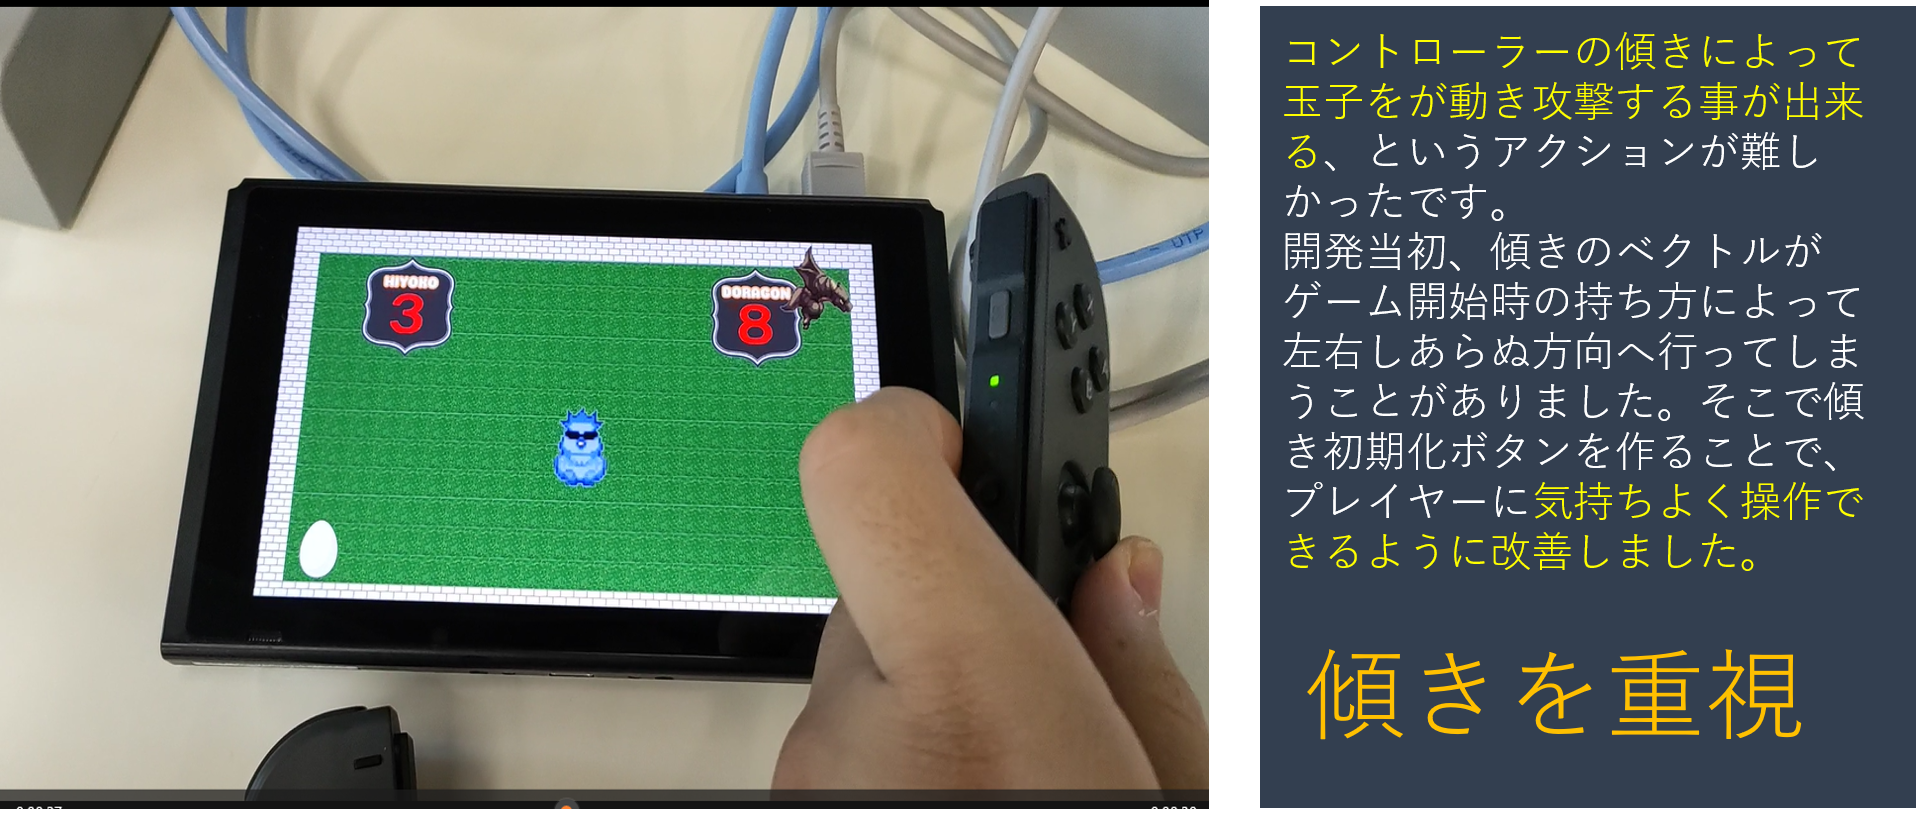 HIYOKO
3
DORAGON
8
UTP
コントローラーの傾きによって
玉子をが動き攻撃する事が出来
る、というアクションが難し
かったです。
開発当初、傾きのベクトルが
ゲーム開始時の持ち方によって
左右しあらぬ方向へ行ってしま
うことがありました。そこで傾
き初期化ボタンを作ることで、
プレイヤーに気持ちよく操作で
きるように改善しました。
傾きを重視